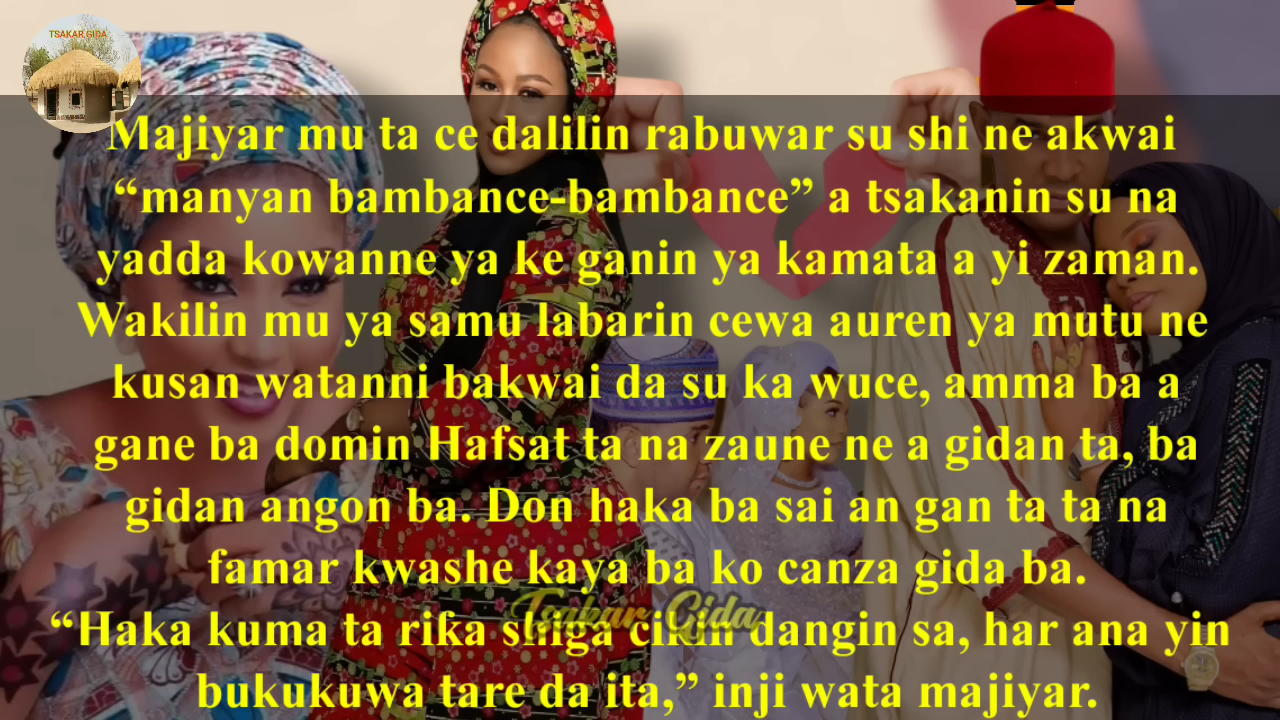 TSAKAR GIDA
Majiyar mu ta ce dalilin rabuwar su shi ne akwai
“manyan bambance-bambance” a tsakanin su na
yadda kowanne ya ke ganin ya kamata a yi zaman.
Wakilin mu ya samu labarin cewa auren ya mutu ne
kusan watanni bakwai da su ka wuce, amma ba a
gane ba domin Hafsat ta na zaune ne a gidan ta, ba
gidan angon ba. Don haka ba sai an gan ta ta na
famar kwashe kaya ba ko canza gida ba.
Tsakar Gida
“Haka kuma ta riƙa shiga cikin dangin sa, har ana yin
bukukuwa tare da ita,” inji wata majiyar.